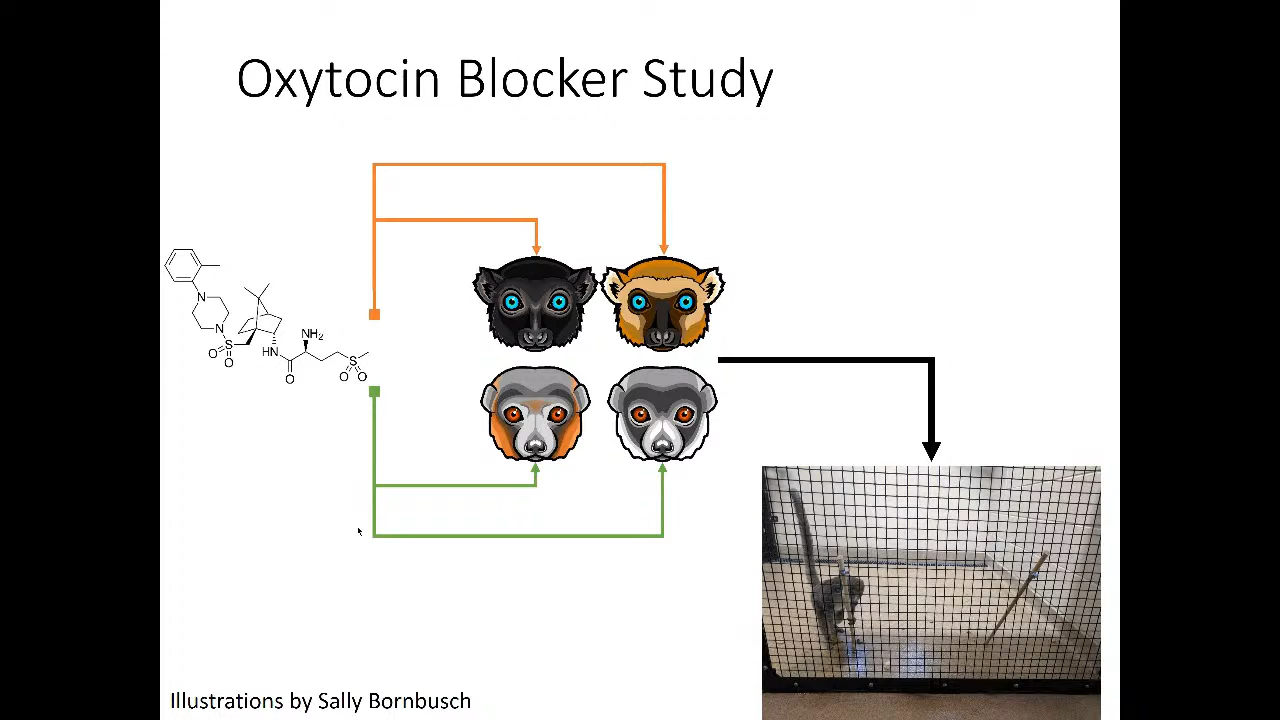 Oxytocin Blocker Study
N
N
NH₂
S
O
O
HN
O
S
O
O
Illustrations by Sally Bornbusch